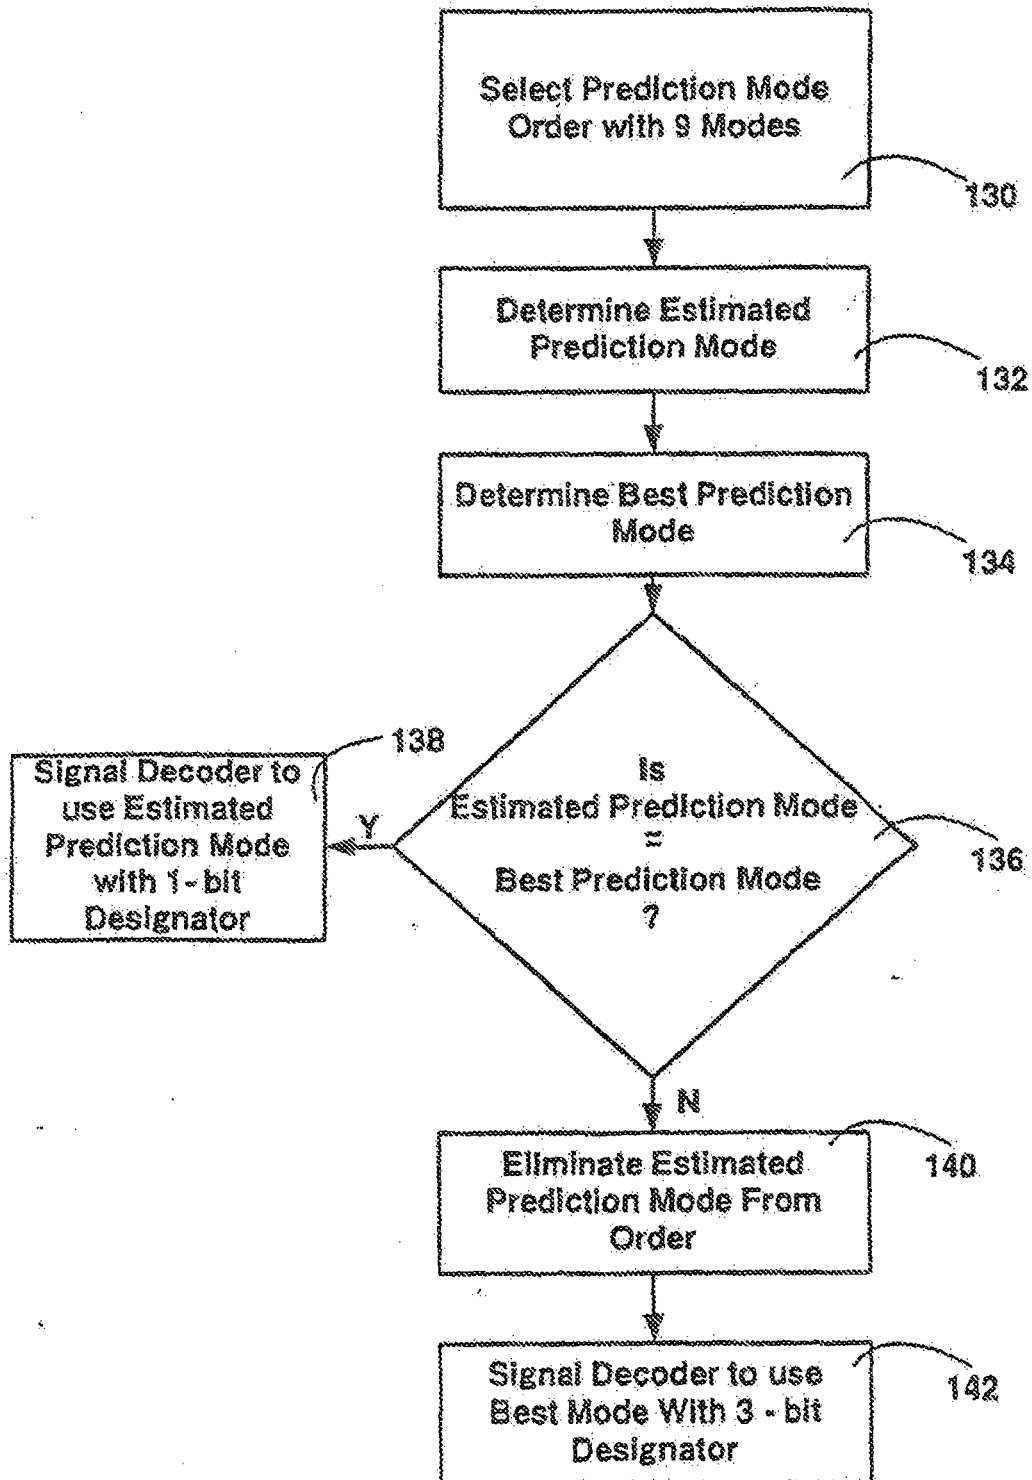 Select Prediction Mode
Order with 9 Modes
130
Determine Estimated
Prediction Mode
132
Determine Best Prediction
Mode
134
138
Signal Decoder to
use Estimated
Prediction Mode
with 1-bit
Designator
Y
Is
Estimated Prediction Mode
=
Best Prediction Mode
?
136
N
Eliminate Estimated
Prediction Mode From
Order
140
Signal Decoder to use
Best Mode With 3 - bit
Designator
142